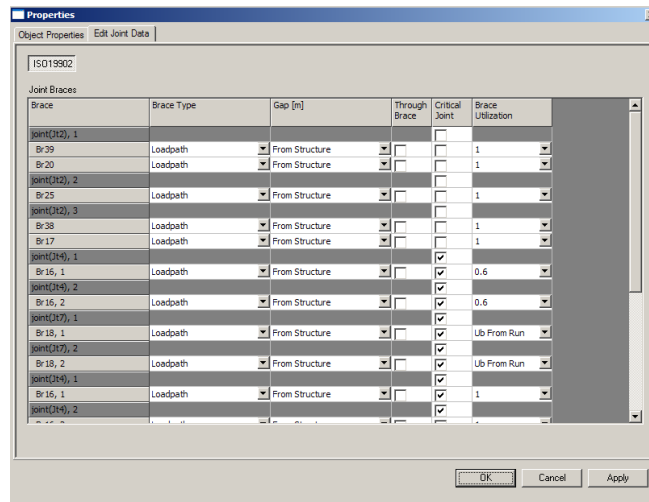 Properties
Object Properties Edit Joint Data
ISO19902
Joint Braces
Brace Brace Type Gap [m] Through Brace Critical Joint Brace Utilization
joint(Jt2), 1
Br39 Loadpath From Structure 1
Br20 Loadpath From Structure 1
joint(Jt2), 2
Br25 Loadpath From Structure 1
joint(Jt2), 3
Br38 Loadpath From Structure 1
Br17 Loadpath From Structure 1
joint(Jt4), 1
Br16, 1 Loadpath From Structure 0.6
joint(Jt4), 2
Br16, 2 Loadpath From Structure 0.6
joint(Jt7), 1
Br18, 1 Loadpath From Structure Ub From Run
joint(Jt7), 2
Br18, 2 Loadpath From Structure Ub From Run
joint(Jt4), 1
Br16, 1 Loadpath From Structure 1
joint(Jt4), 2
OK Cancel Apply